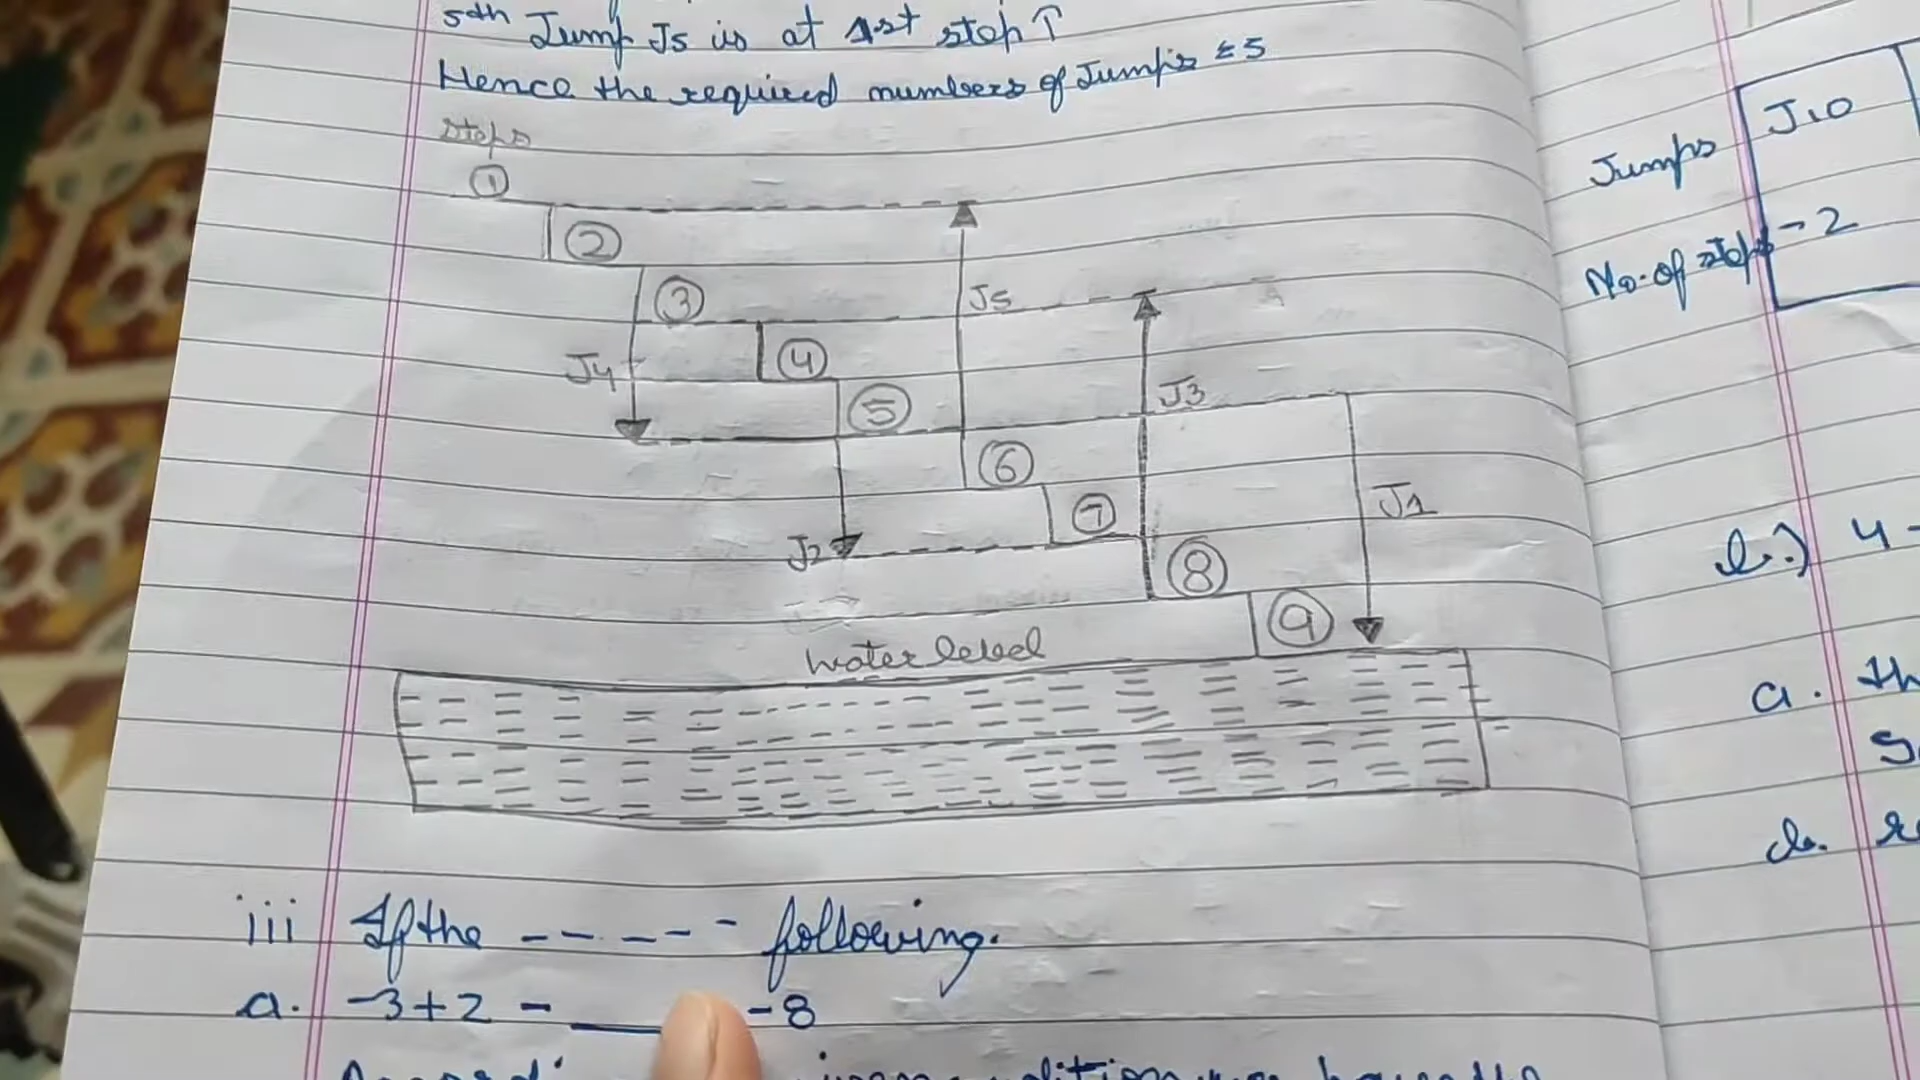 5th Jump J5 is at 1st step ↑
Hence the required numbers of Jumps = 5
Steps
①
②
③
④
⑤
⑥
⑦
⑧
⑨
J4
J5
J3
J2
J1
Water level
iii If the ------ following.
a. -3+2 - ____ -8
Jumps J10
No. of steps -2
b.) 4 -
a. th
d.